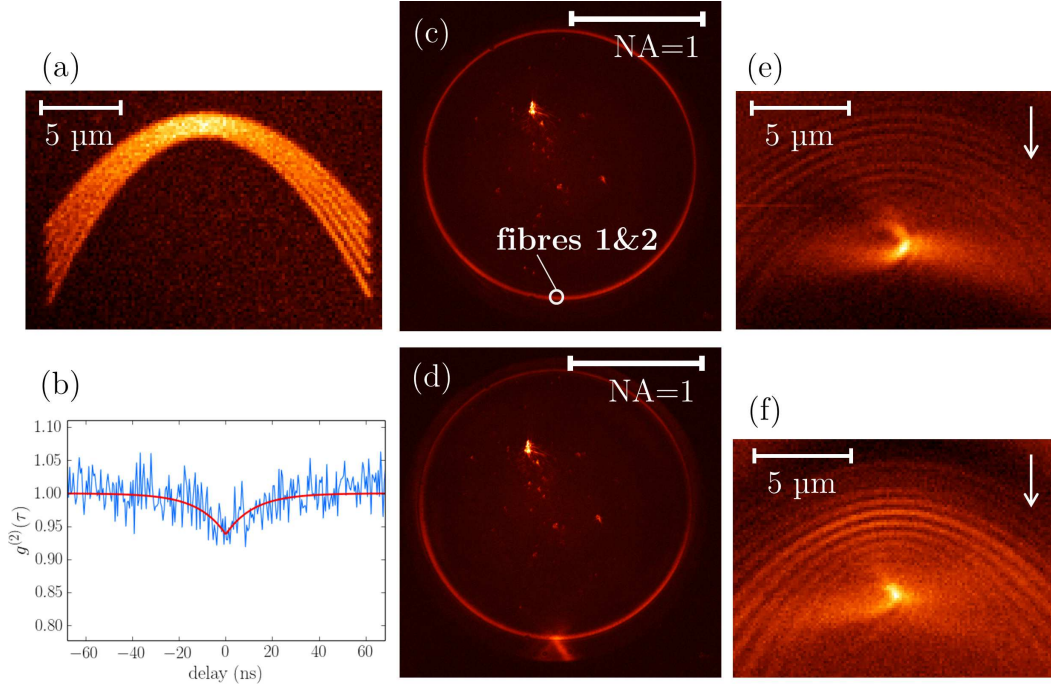 (a)
5 μm
(b)
1.10
1.05
1.00
0.95
0.90
0.85
0.80
g⁽²⁾(τ)
−60
−40
−20
0
20
40
60
delay (ns)
(c)
NA=1
fibres 1&2
(d)
NA=1
(e)
5 μm
(f)
5 μm